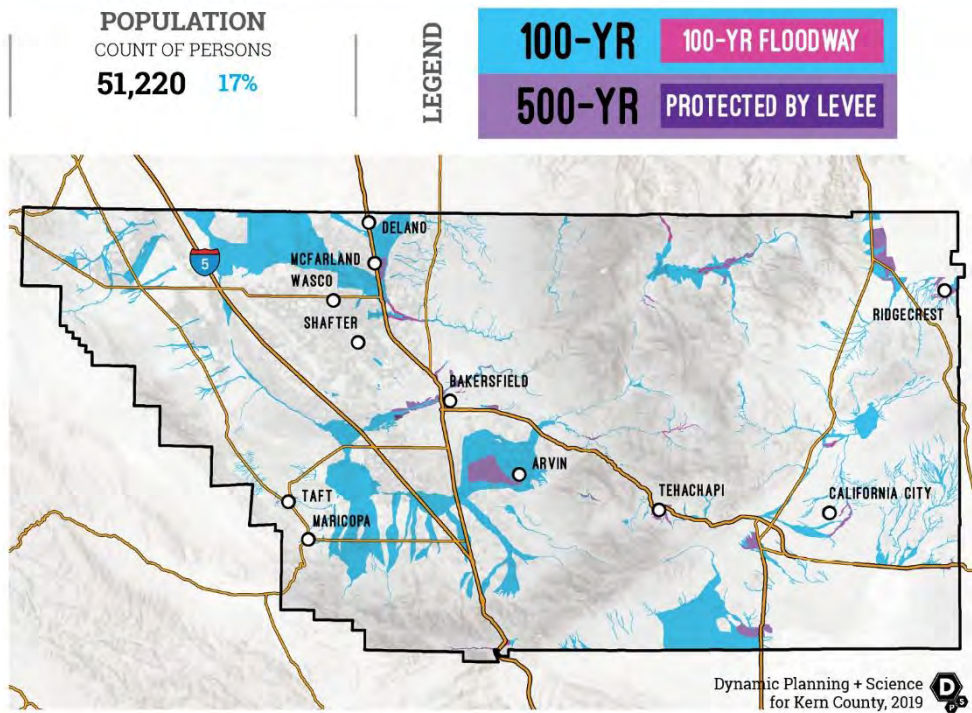 POPULATION
COUNT OF PERSONS
51,220 17%
LEGEND
100-YR
100-YR FLOODWAY
500-YR
PROTECTED BY LEVEE
DELANO
MCFARLAND
5
WASCO
SHAFTER
RIDGECREST
BAKERSFIELD
ARVIN
TAFT
TEHACHAPI
CALIFORNIA CITY
MARICOPA
Dynamic Planning + Science
for Kern County, 2019
D
P S